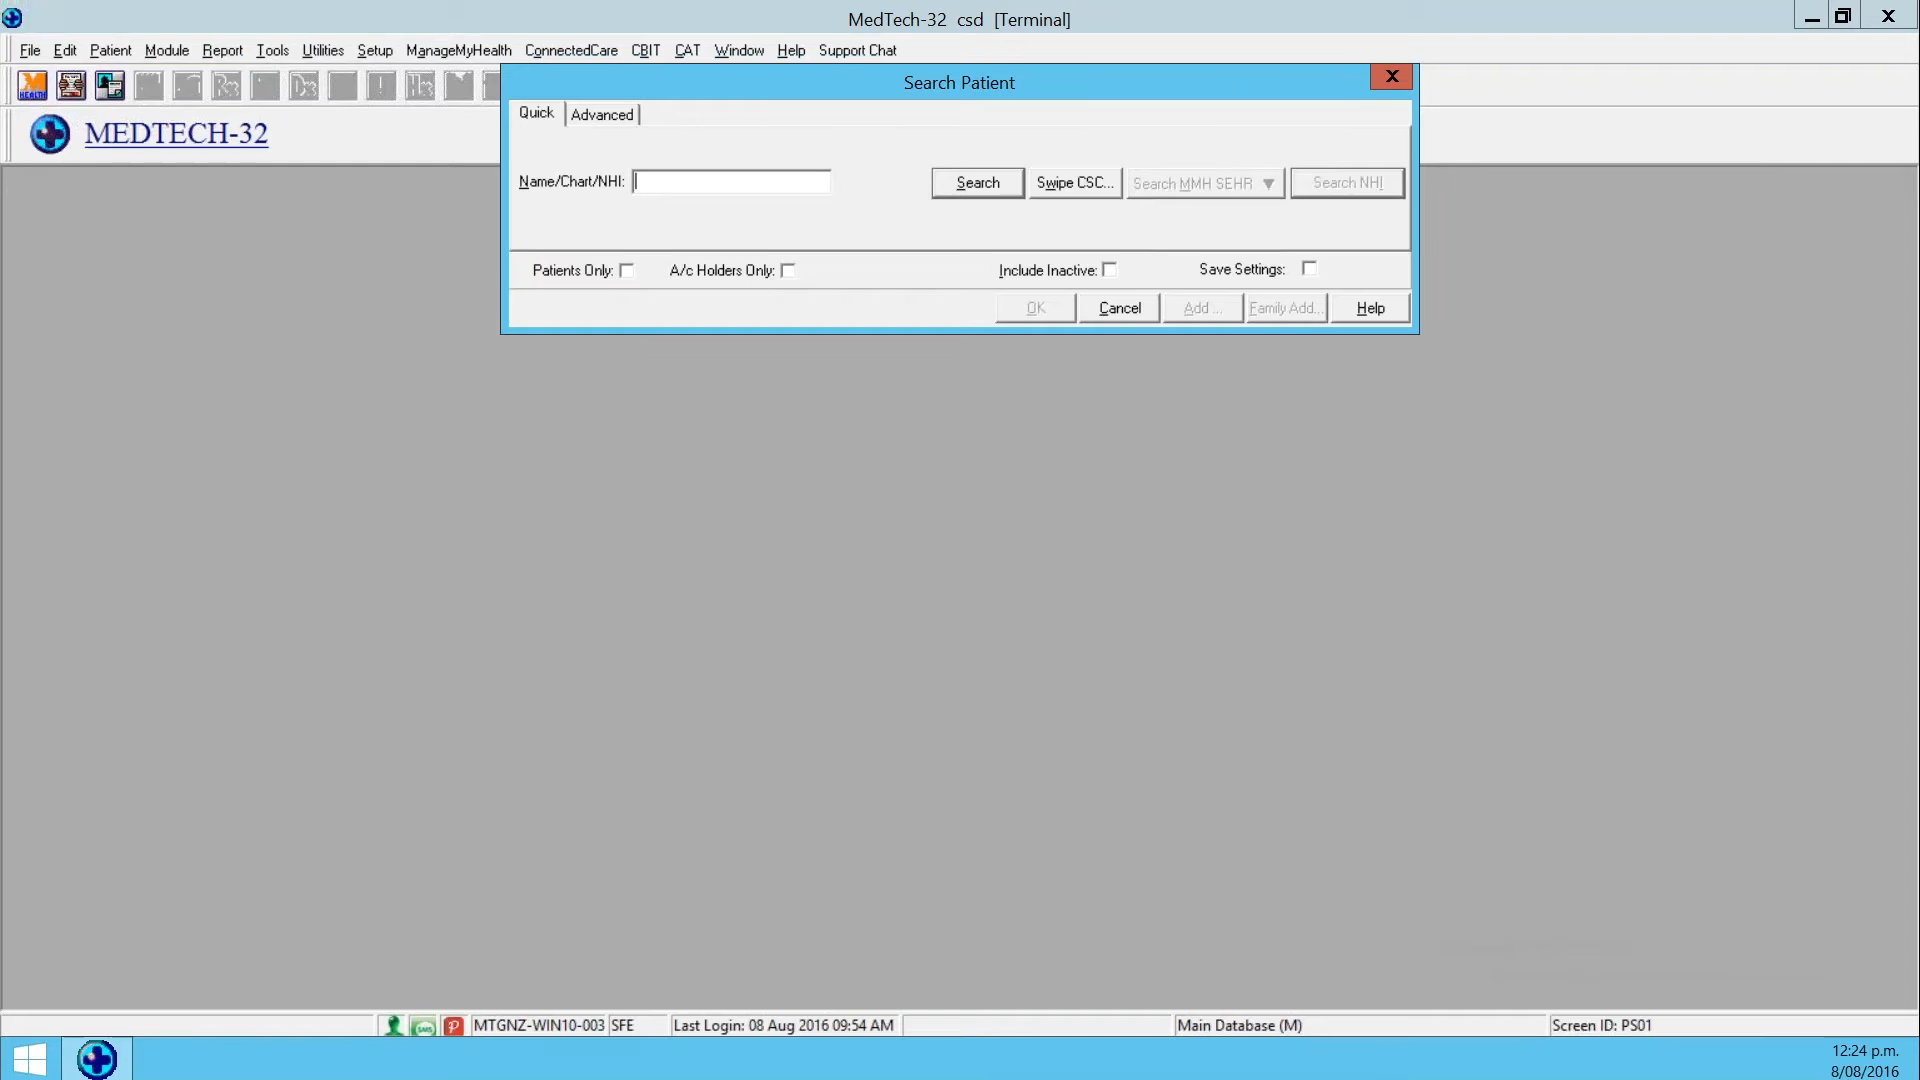 MedTech-32 csd [Terminal]
File Edit Patient Module Report Tools Utilities Setup ManageMyHealth ConnectedCare CBIT CAT Window Help Support Chat
MEDTECH-32
Search Patient
Quick Advanced
Name/Chart/NHI: Search Swipe CSC... Search MMH SEHR Search NHI
Patients Only: A/c Holders Only: Include Inactive: Save Settings:
OK Cancel Add ... Family Add... Help
MTGNZ-WIN10-003 SFE Last Login: 08 Aug 2016 09:54 AM Main Database (M) Screen ID: PS01
12:24 p.m.
8/08/2016